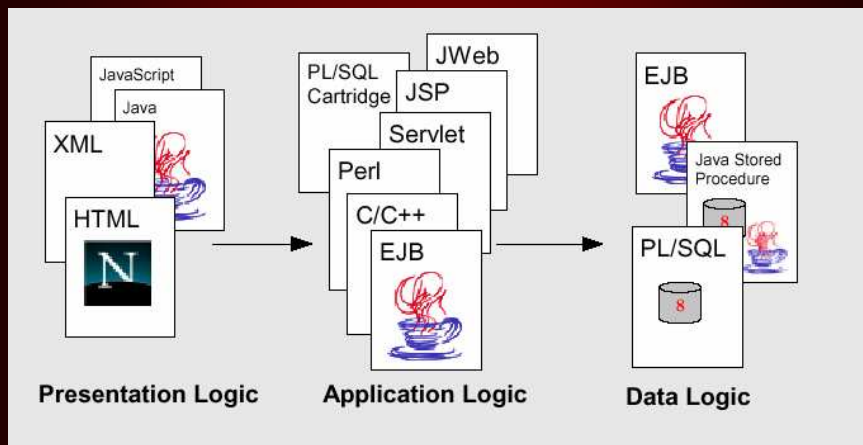 JavaScript
Java
XML
HTML
N
Presentation Logic
JWeb
PL/SQL
Cartridge
JSP
Servlet
Perl
C/C++
EJB
Application Logic
EJB
Java Stored
Procedure
8
PL/SQL
8
Data Logic